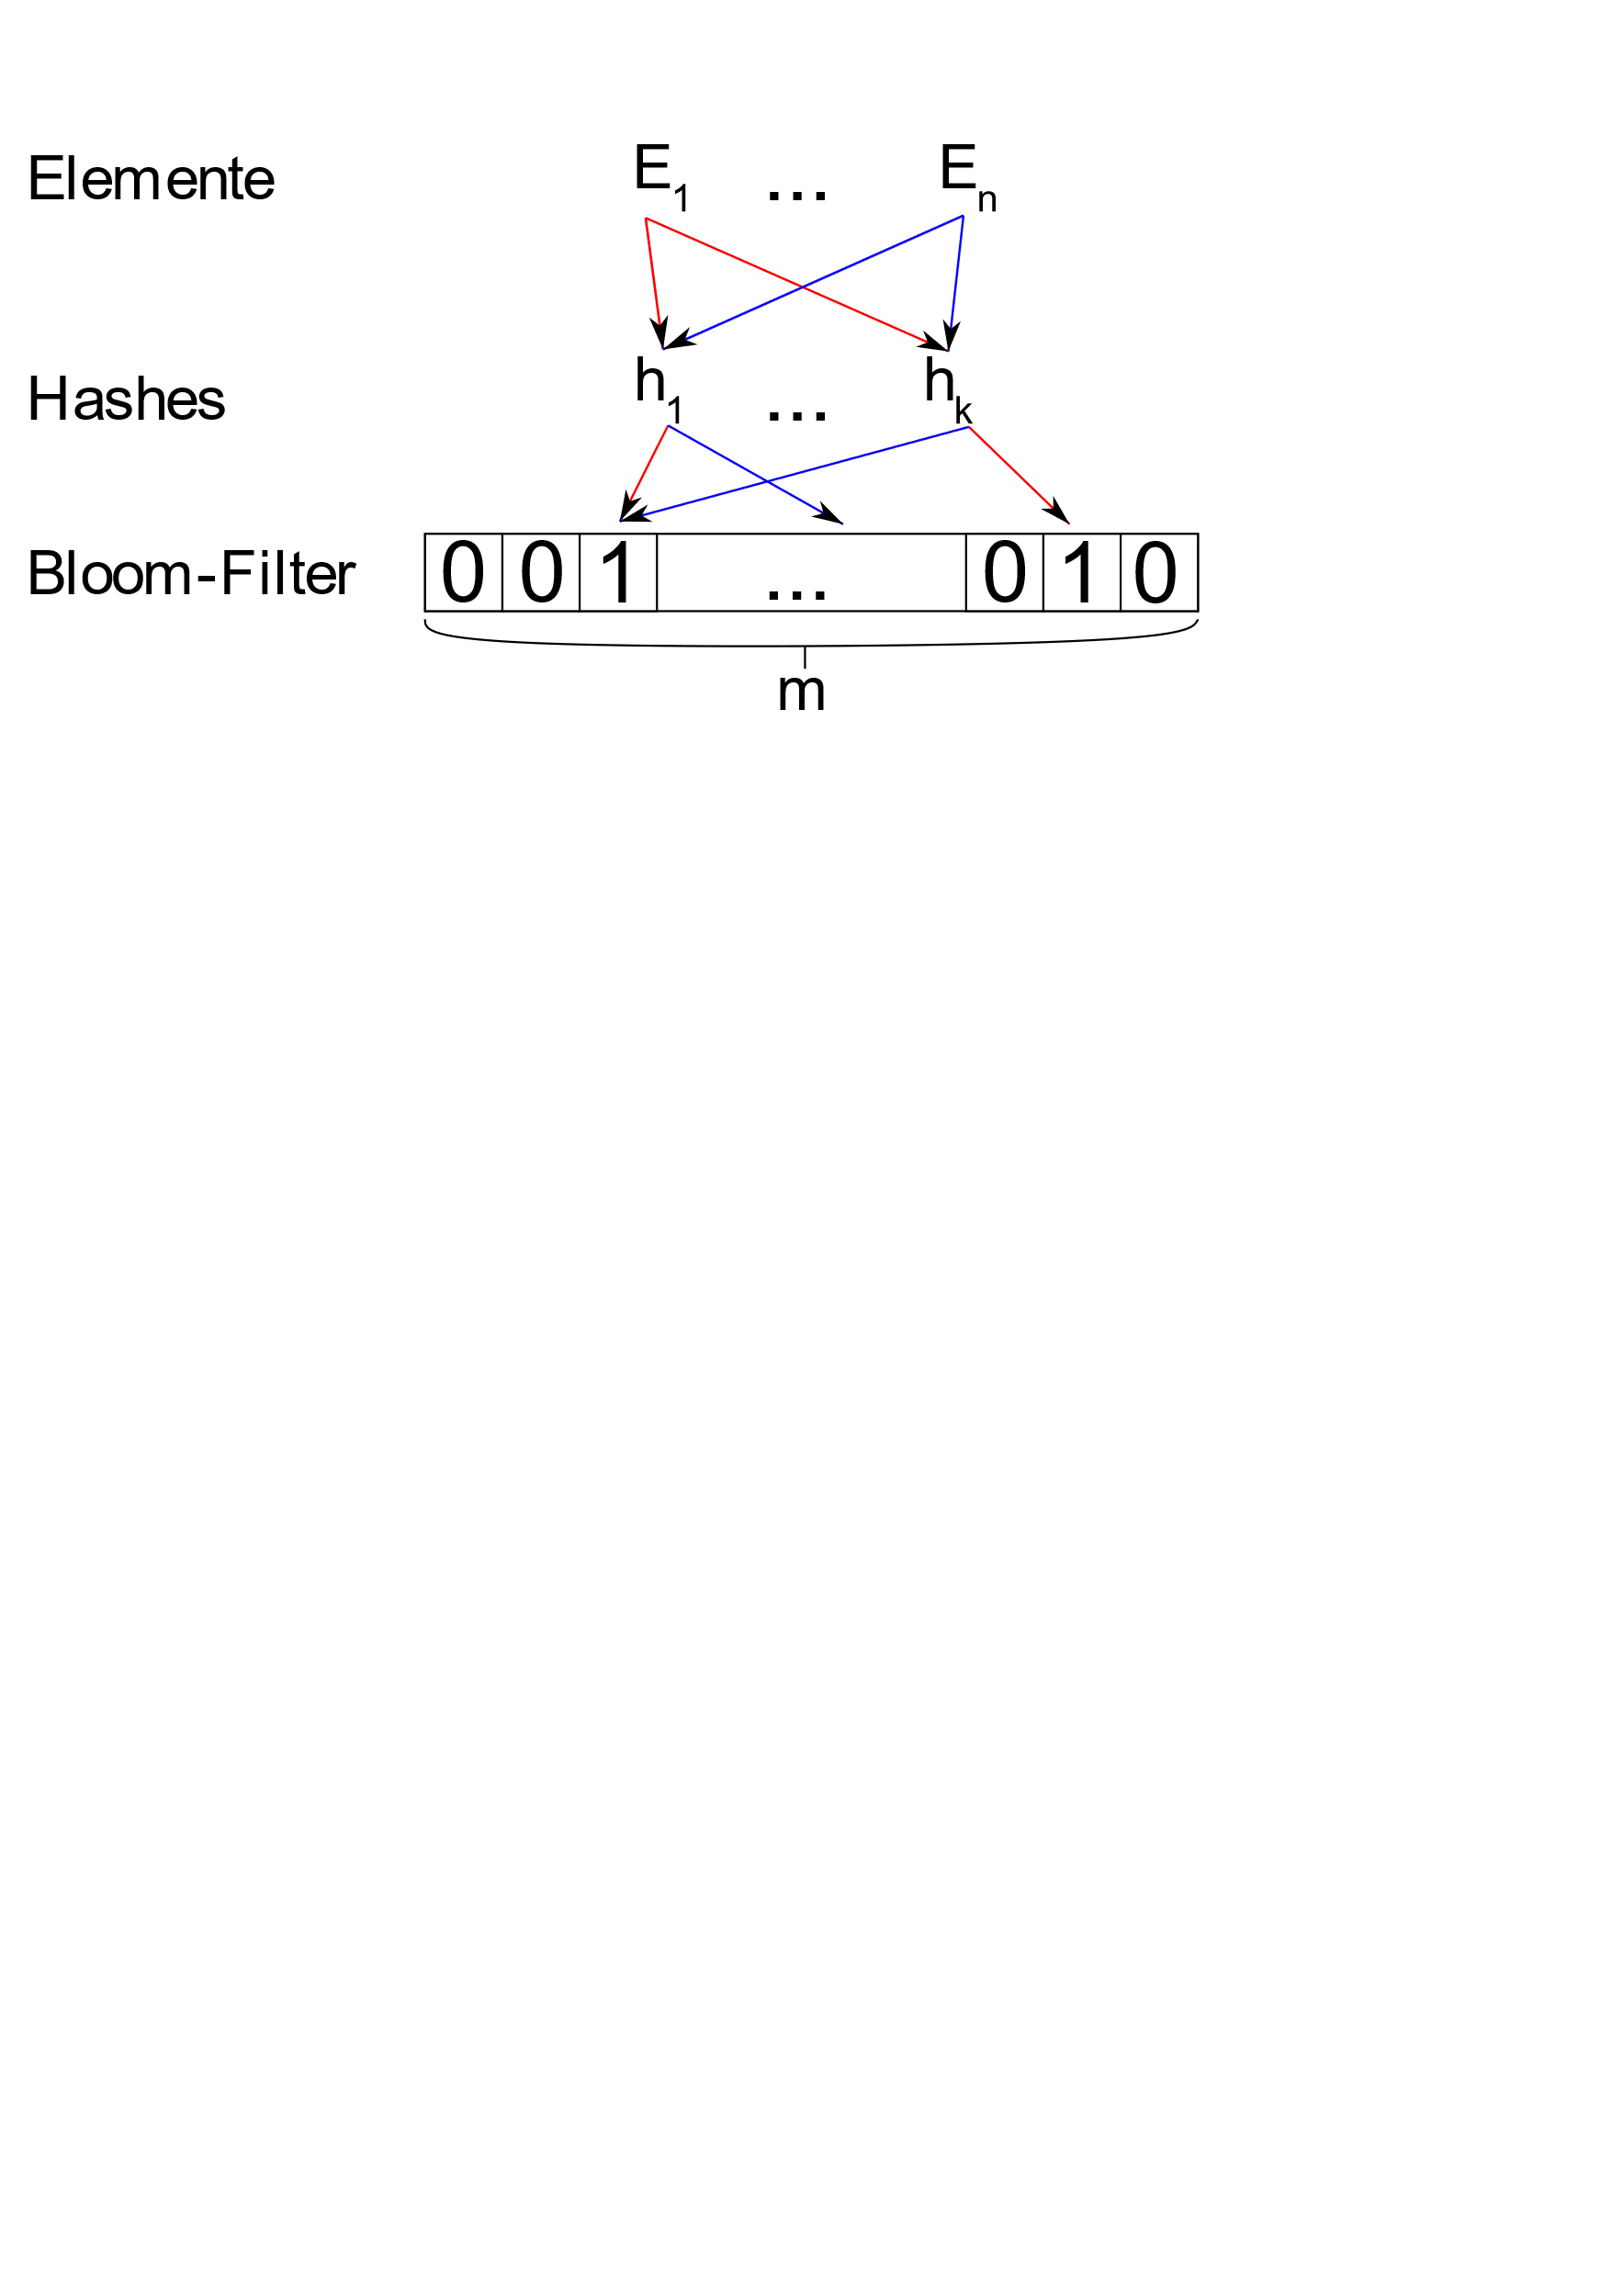 Elemente E1 ... En
Hashes h1 ... hk
Bloom-Filter 0 0 1 ... 0 1 0
m